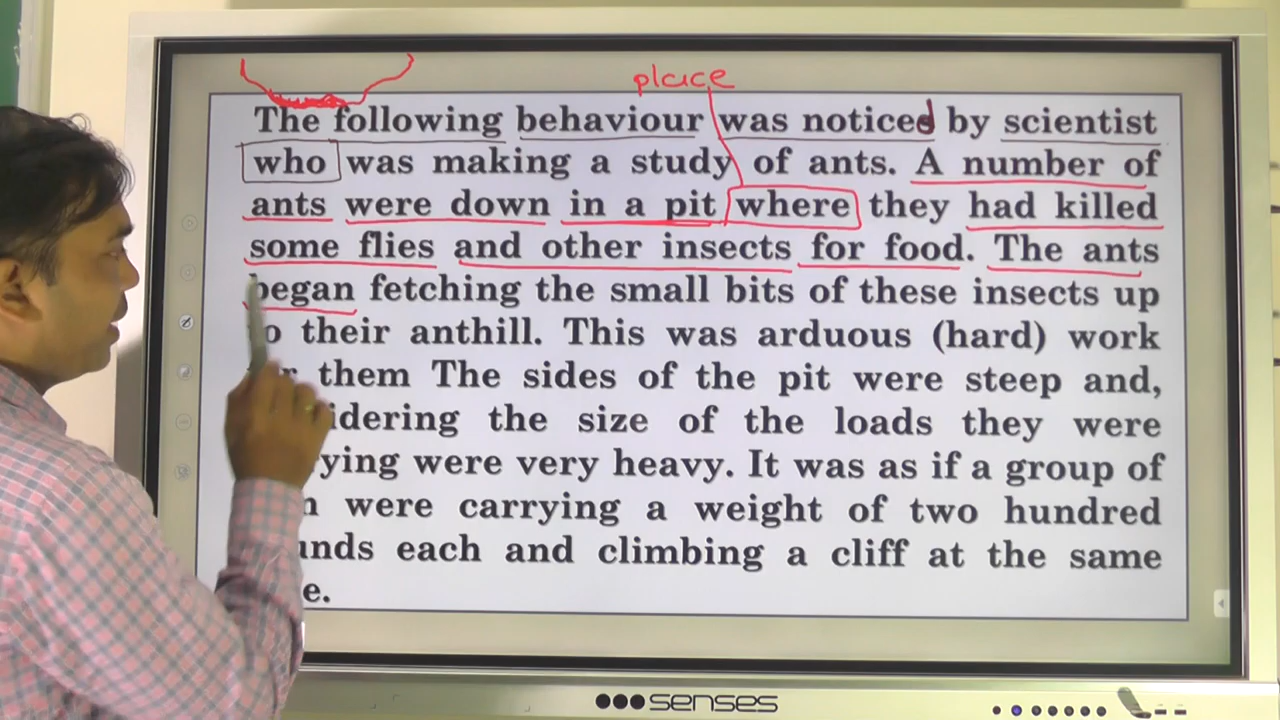 place
The following behaviour was noticed by scientist
who was making a study of ants. A number of
ants were down in a pit where they had killed
some flies and other insects for food. The ants
began fetching the small bits of these insects up
their anthill. This was arduous (hard) work
them The sides of the pit were steep and,
the size of the loads they were
were very heavy. It was as if a group of
were carrying a weight of two hundred
each and climbing a cliff at the same
senses